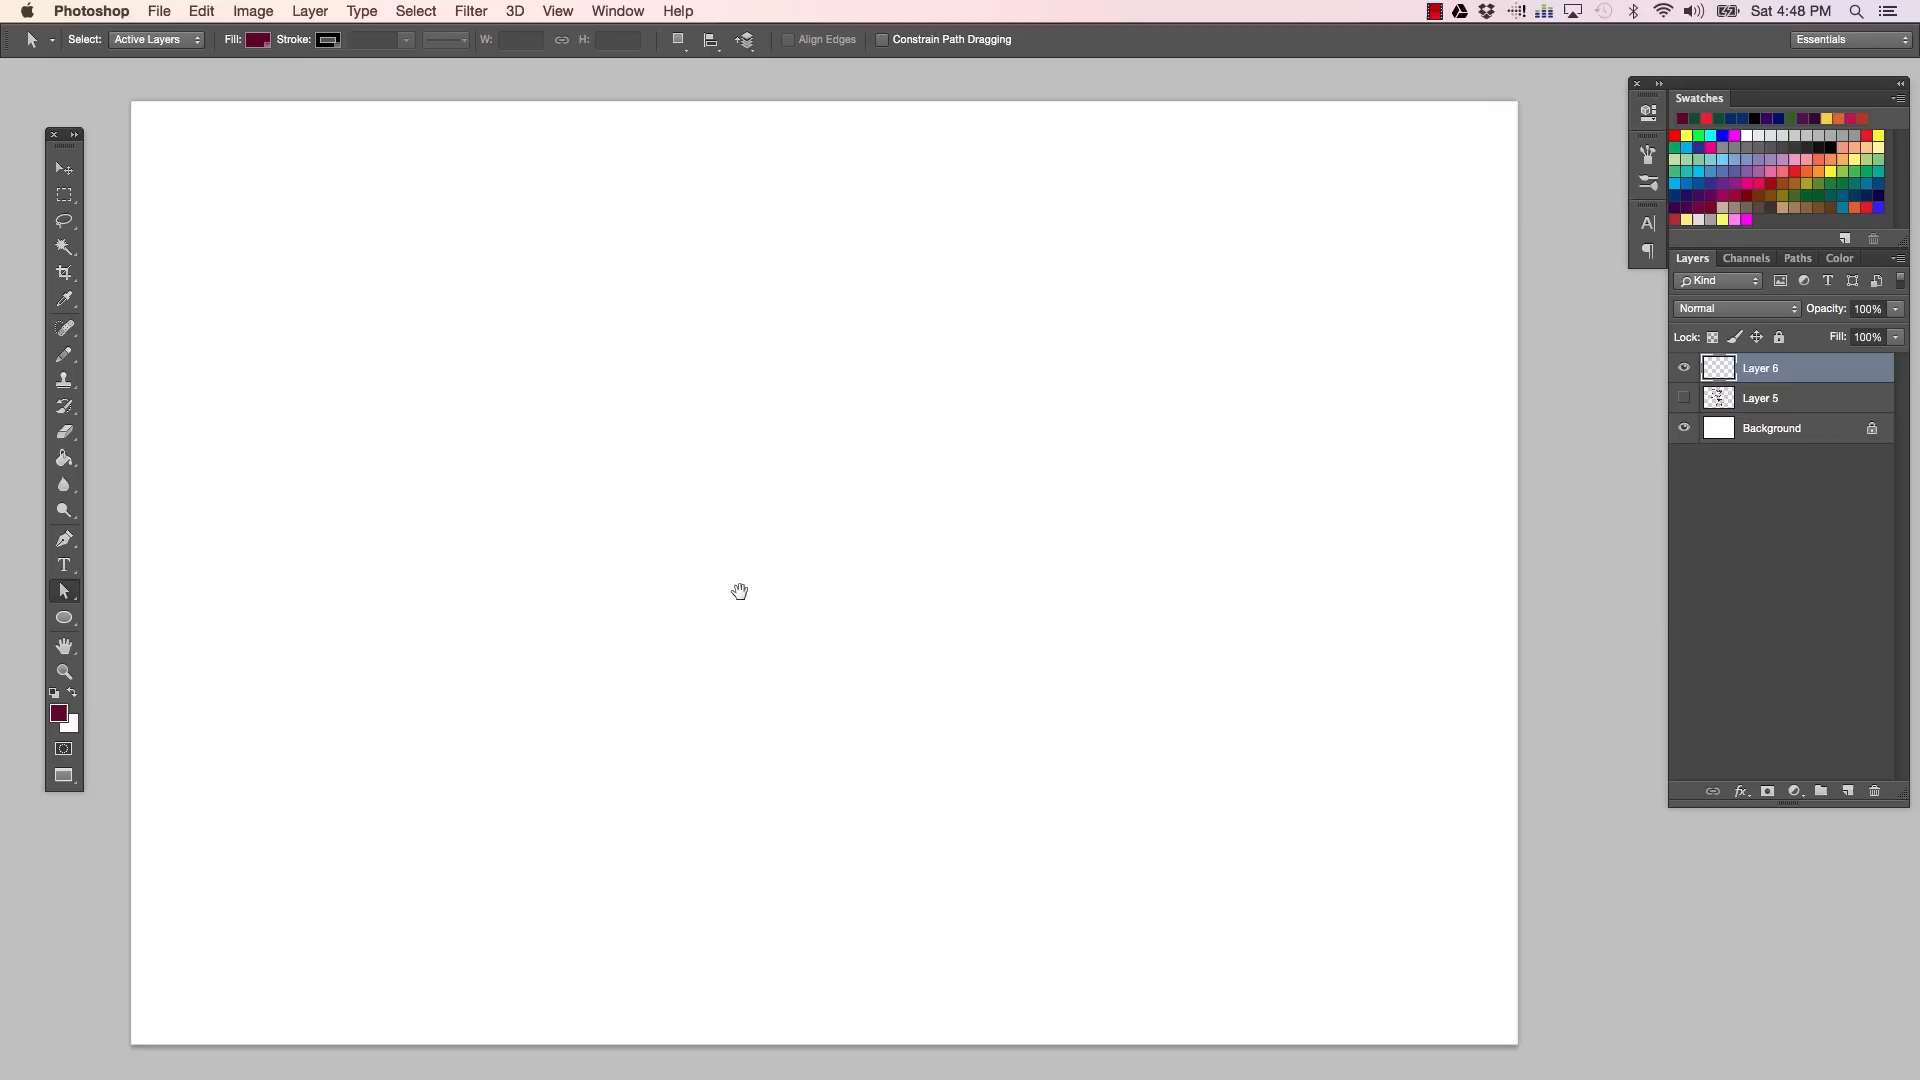 Photoshop File Edit Image Layer Type Select Filter 3D View Window Help Sat 4:48 PM
Select: Active Layers Fill: Stroke: W: H: Align Edges Constrain Path Dragging Essentials
Swatches
Layers Channels Paths Color
Kind
Normal Opacity: 100%
Lock: Fill: 100%
Layer 6
Layer 5
Background
fx